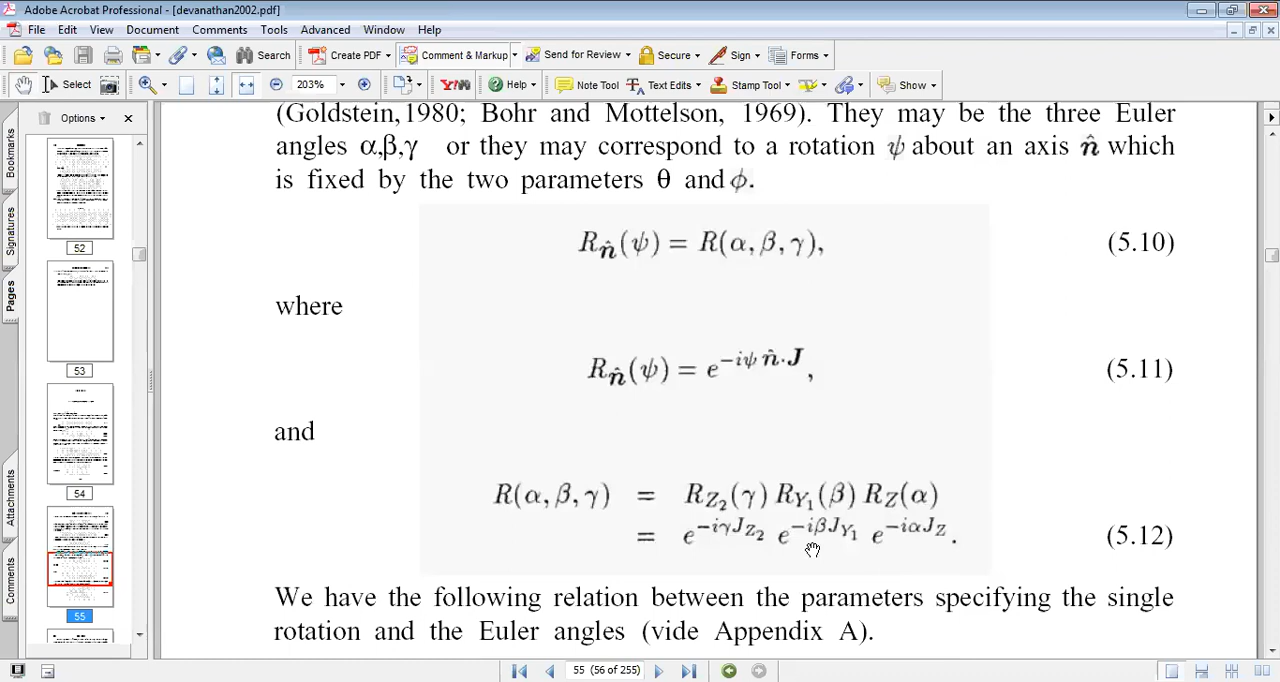 Adobe Acrobat Professional - [devanathan2002.pdf]
File Edit View Document Comments Tools Advanced Window Help
Search Create PDF Comment & Markup Send for Review Secure Sign Forms
Select 203% Y!N! Help Note Tool Text Edits Stamp Tool Show
Options
Bookmarks
Signatures
Pages
Attachments
Comments
52
53
54
55
(Goldstein,1980; Bohr and Mottelson, 1969). They may be the three Euler
angles α,β,γ or they may correspond to a rotation ψ about an axis n̂ which
is fixed by the two parameters θ and ϕ.
R_n̂(ψ) = R(α, β, γ), (5.10)
where
R_n̂(ψ) = e^{−iψ n̂·J}, (5.11)
and
R(α, β, γ) = R_{Z₂}(γ) R_{Y₁}(β) R_Z(α)
= e^{−iγJ_{Z₂}} e^{−iβJ_{Y₁}} e^{−iαJ_Z}. (5.12)
We have the following relation between the parameters specifying the single
rotation and the Euler angles (vide Appendix A).
55 (56 of 255)